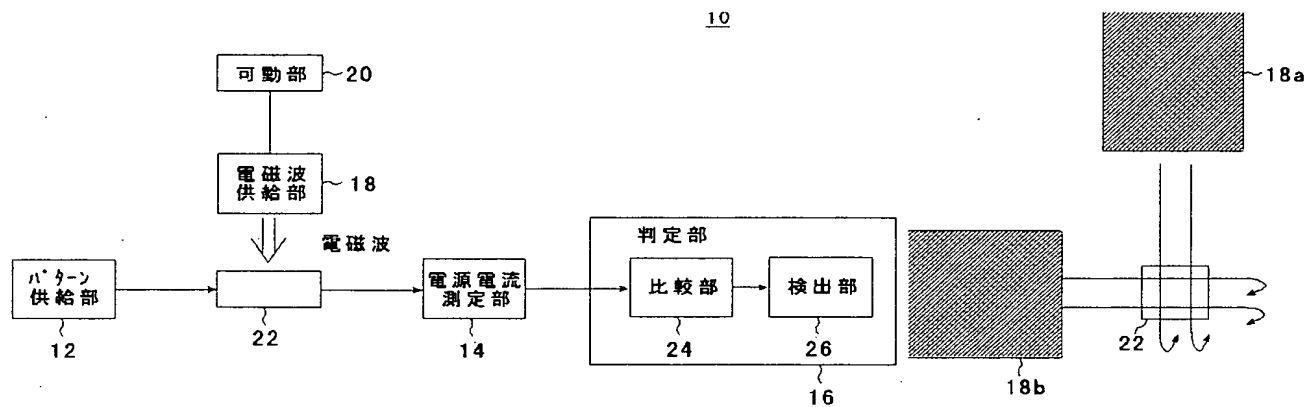 10
可動部
20
18a
電磁波
供給部
18
電磁波
判定部
パターン
供給部
電源電流
測定部
比較部
検出部
12
22
14
24
26
22
16
18b